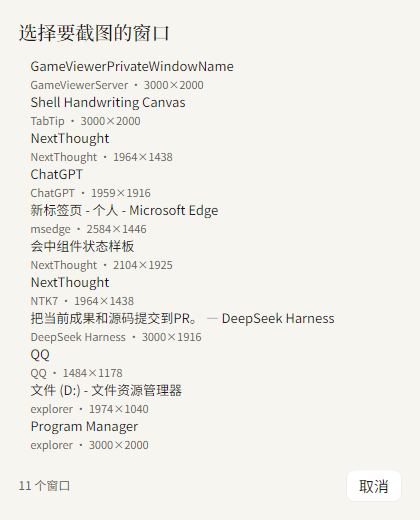 选择要截图的窗口
GameViewerPrivateWindowName
GameViewerServer • 3000×2000
Shell Handwriting Canvas
TabTip • 3000×2000
NextThought
NextThought • 1964×1438
ChatGPT
ChatGPT • 1959×1916
新标签页 - 个人 - Microsoft Edge
msedge • 2584×1446
会中组件状态样板
NextThought • 2104×1925
NextThought
NTK7 • 1964×1438
把当前成果和源码提交到PR。 — DeepSeek Harness
DeepSeek Harness • 3000×1916
QQ
QQ • 1484×1178
文件 (D:) - 文件资源管理器
explorer • 1974×1040
Program Manager
explorer • 3000×2000
11 个窗口
取消